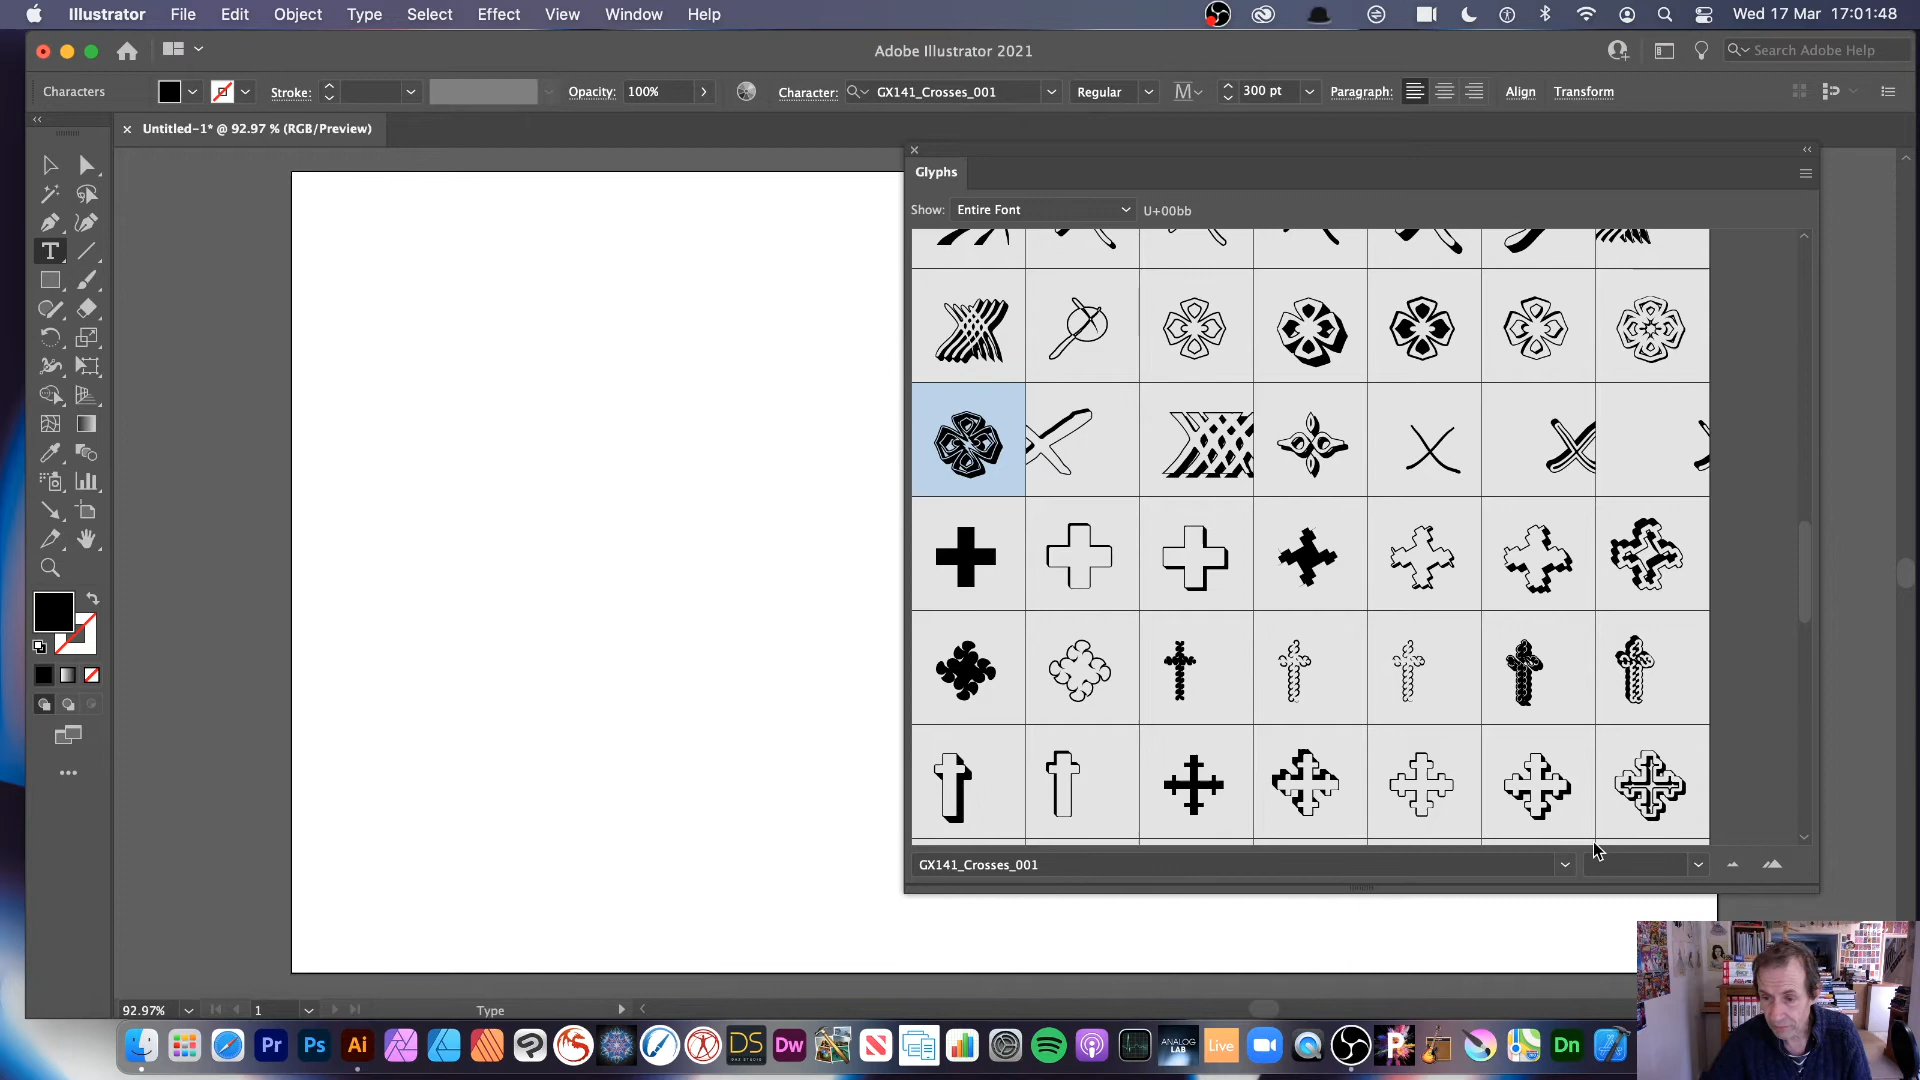 Illustrator File Edit Object Type Select Effect View Window Help Wed 17 Mar 17:01:48
Adobe Illustrator 2021 Search Adobe Help
Characters Stroke: Opacity: 100% Character: GX141_Crosses_001 Regular 300 pt Paragraph: Align Transform
Untitled-1* @ 92.97 % (RGB/Preview)
Glyphs
Show: Entire Font U+00bb
GX141_Crosses_001
92.97% 1 Type
Pr Ps Ai DS Dw ANALOG LAB Live P Dn